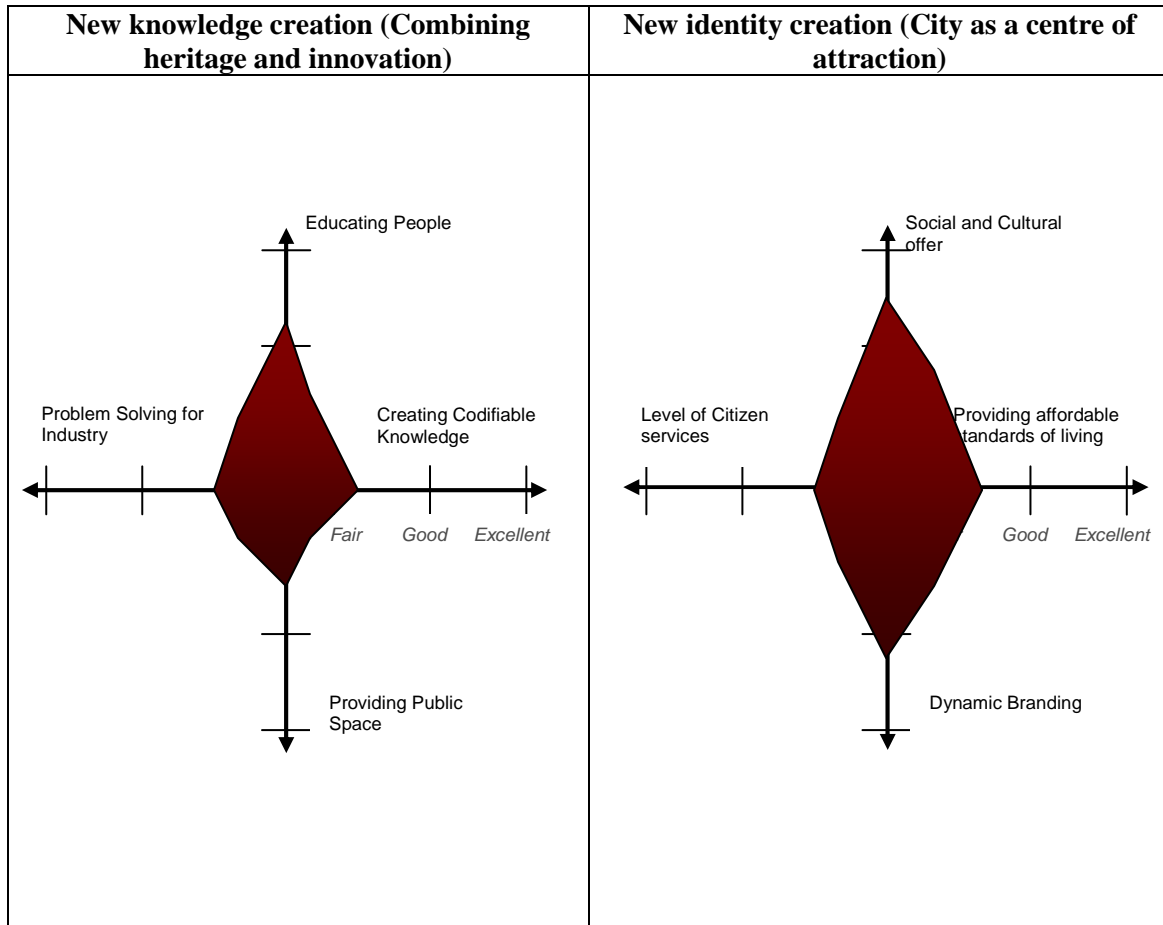 New knowledge creation (Combining
heritage and innovation)
New identity creation (City as a centre of
attraction)
Educating People
Problem Solving for
Industry
Creating Codifiable
Knowledge
Fair Good Excellent
Providing Public
Space
Social and Cultural
offer
Level of Citizen
services
Providing affordable
standards of living
Good Excellent
Dynamic Branding